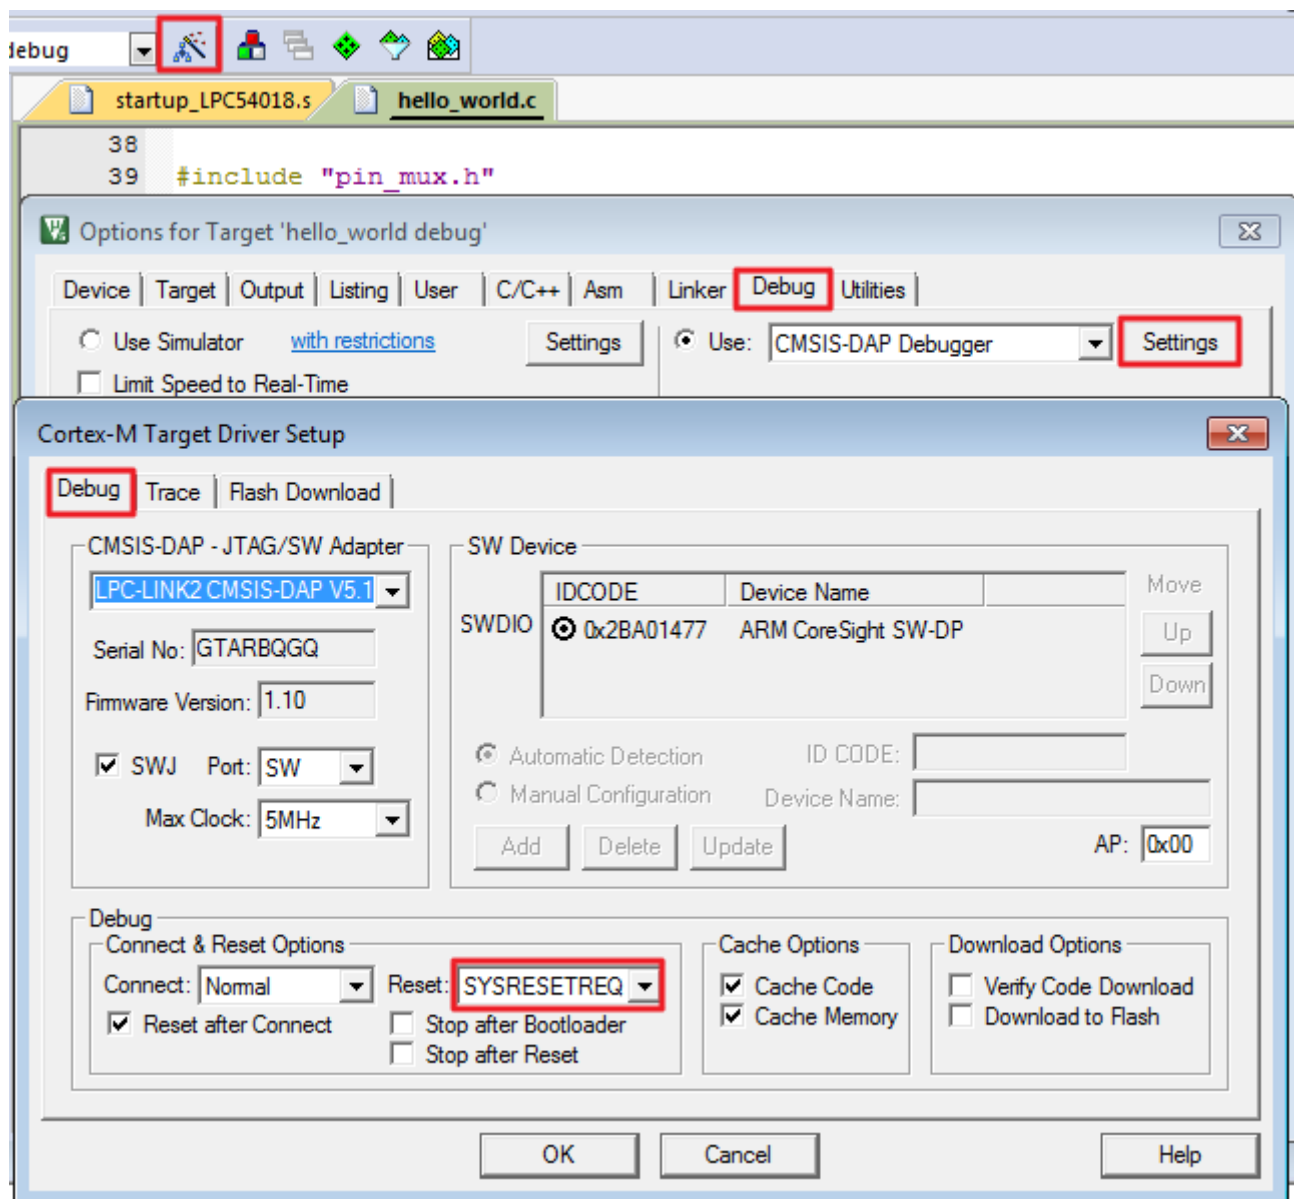 debug
startup_LPC54018.s hello_world.c
38
39 #include "pin_mux.h"
Options for Target 'hello_world debug'
Device Target Output Listing User C/C++ Asm Linker Debug Utilities
Use Simulator with restrictions Settings Use: CMSIS-DAP Debugger Settings
Limit Speed to Real-Time
Cortex-M Target Driver Setup
Debug Trace Flash Download
CMSIS-DAP - JTAG/SW Adapter SW Device
LPC-LINK2 CMSIS-DAP V5.1 IDCODE Device Name Move
SWDIO 0x2BA01477 ARM CoreSight SW-DP Up
Serial No: GTARBQGQ
Down
Firmware Version: 1.10
SWJ Port: SW Automatic Detection ID CODE:
Manual Configuration Device Name:
Max Clock: 5MHz
Add Delete Update AP: 0x00
Debug
Connect & Reset Options Cache Options Download Options
Connect: Normal Reset: SYSRESETREQ Cache Code Verify Code Download
Reset after Connect Stop after Bootloader Cache Memory Download to Flash
Stop after Reset
OK Cancel Help